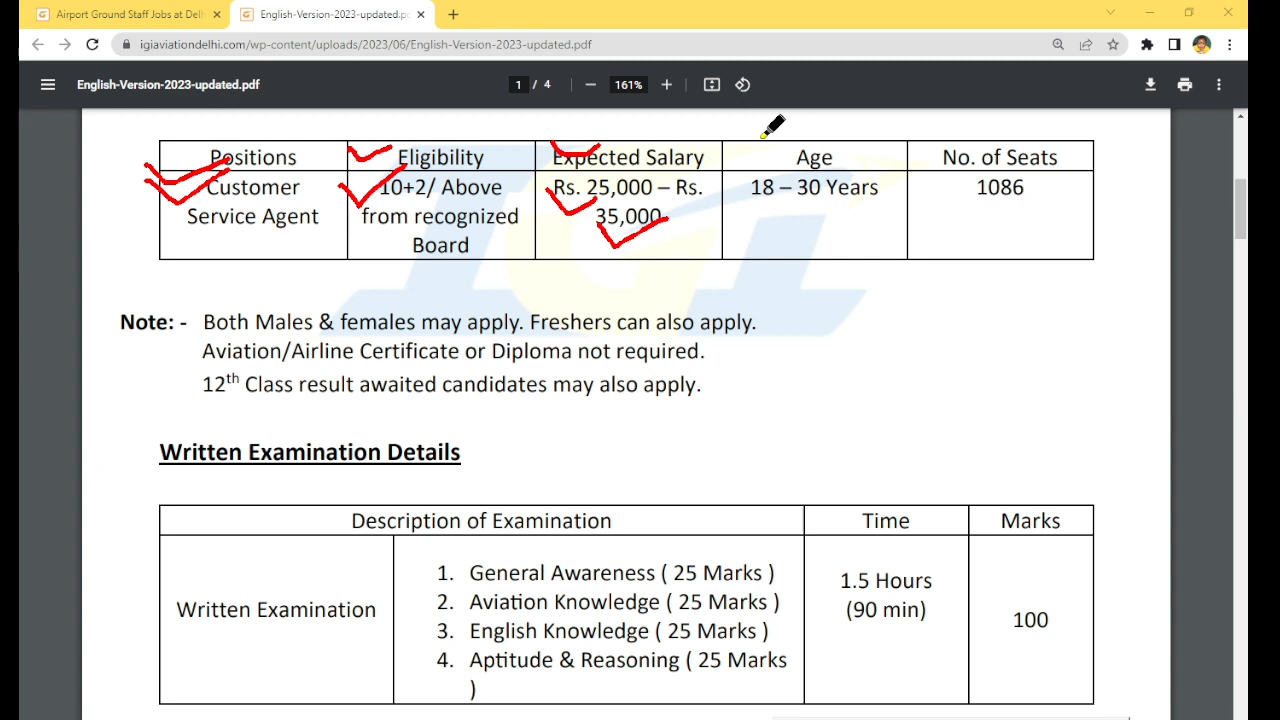 Airport Ground Staff Jobs at Delh
English-Version-2023-updated.pd
igiaviationdelhi.com/wp-content/uploads/2023/06/English-Version-2023-updated.pdf
English-Version-2023-updated.pdf
1 / 4
161%
Positions Eligibility Expected Salary Age No. of Seats
Customer 10+2/ Above Rs. 25,000 – Rs. 18 – 30 Years 1086
Service Agent from recognized 35,000
Board
IGI
Note: - Both Males & females may apply. Freshers can also apply.
Aviation/Airline Certificate or Diploma not required.
12th Class result awaited candidates may also apply.
Written Examination Details
Description of Examination Time Marks
1. General Awareness ( 25 Marks )
2. Aviation Knowledge ( 25 Marks )
3. English Knowledge ( 25 Marks )
4. Aptitude & Reasoning ( 25 Marks
)
Written Examination
1.5 Hours
(90 min)
100